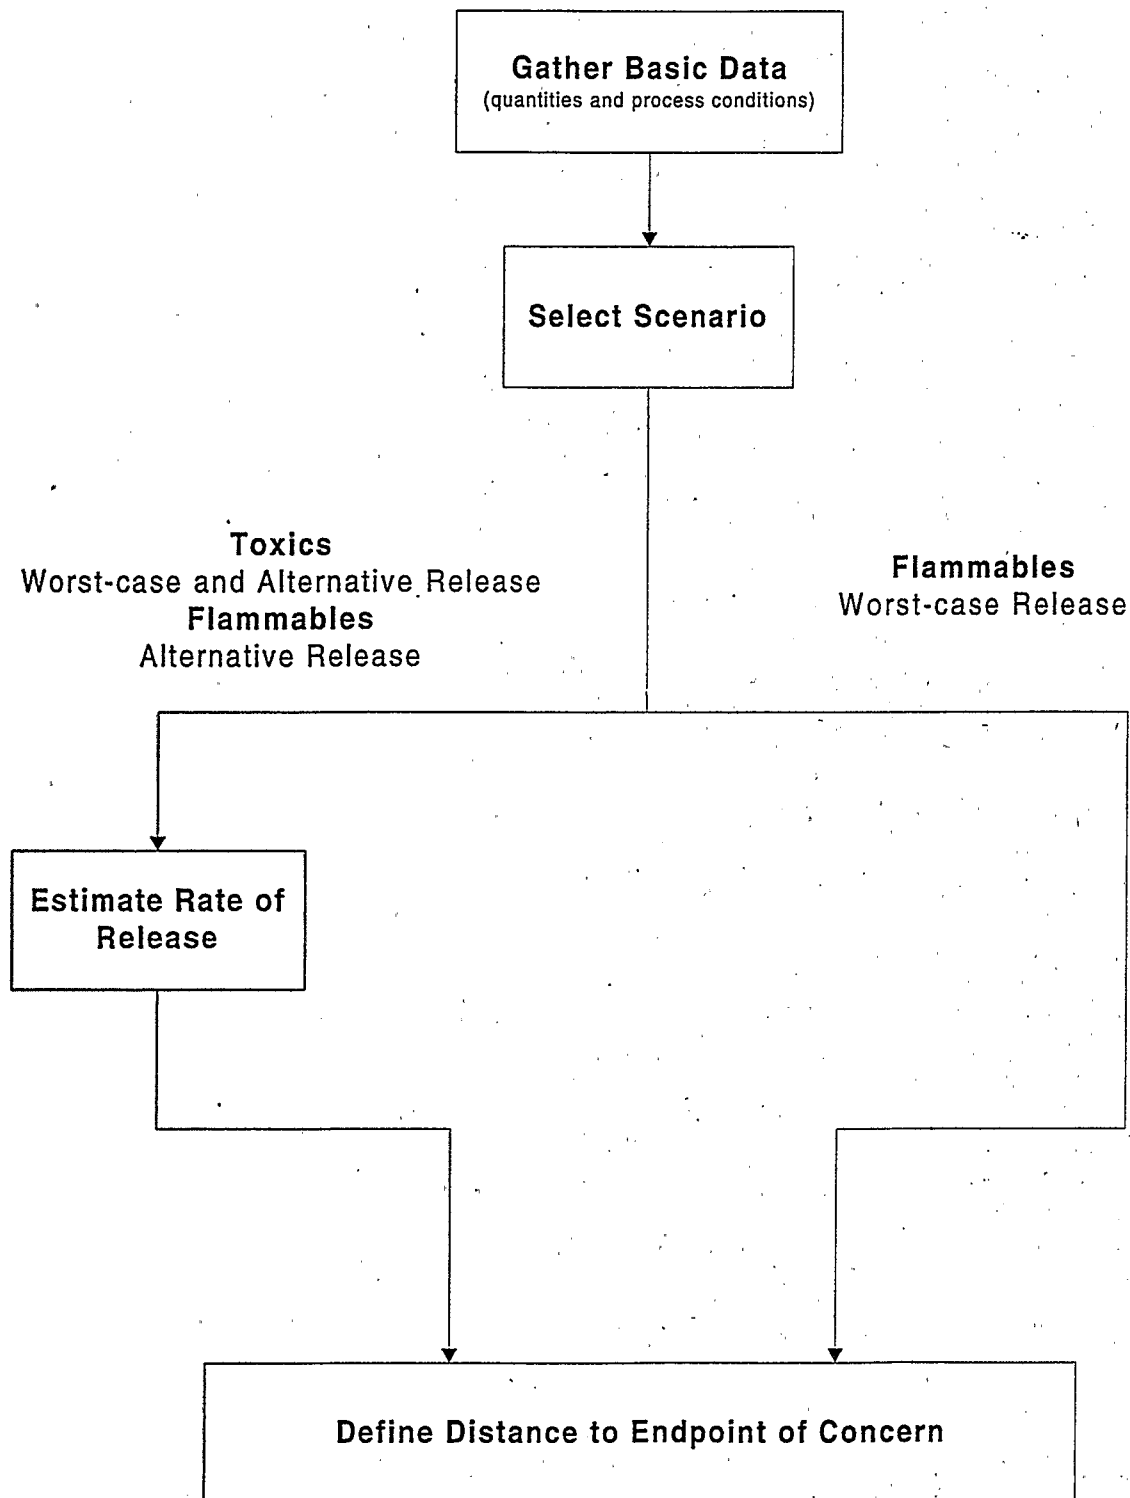 Gather Basic Data
(quantities and process conditions)
Select Scenario
Toxics
Worst-case and Alternative Release
Flammables
Alternative Release
Flammables
Worst-case Release
Estimate Rate of
Release
Define Distance to Endpoint of Concern